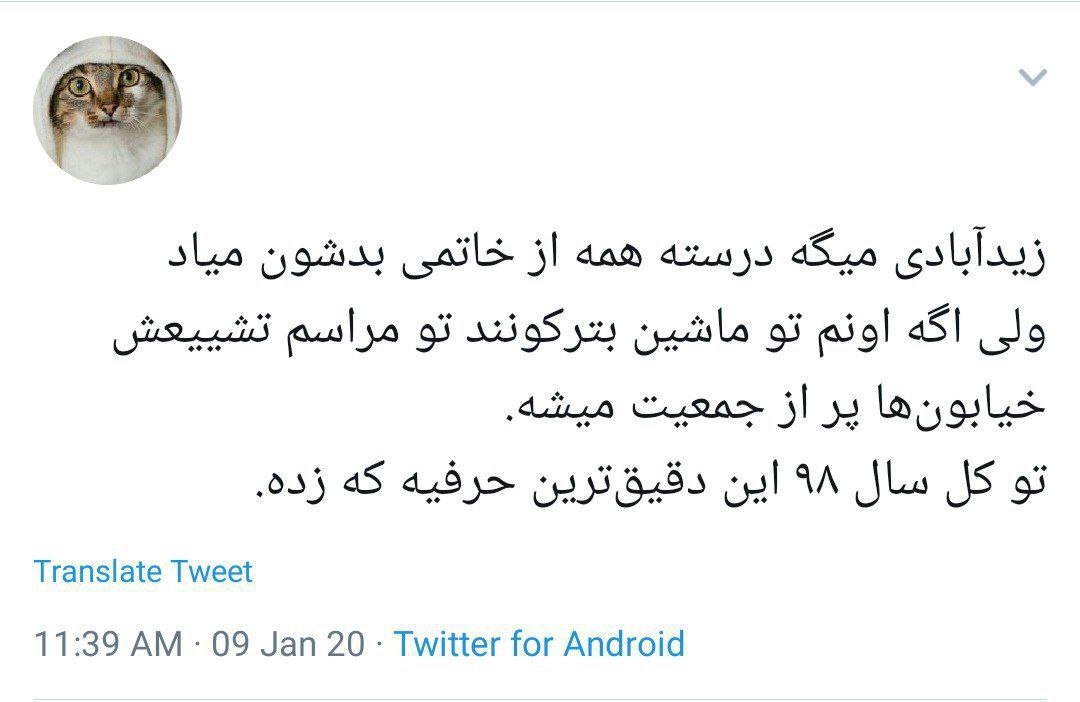 زیدآبادی میگه درسته همه از خاتمی بدشون میاد
ولی اگه اونم تو ماشین بترکونند تو مراسم تشییعش
خیابون‌ها پر از جمعیت میشه.
تو کل سال ۹۸ این دقیق‌ترین حرفیه که زده.
Translate Tweet
11:39 AM · 09 Jan 20 · Twitter for Android